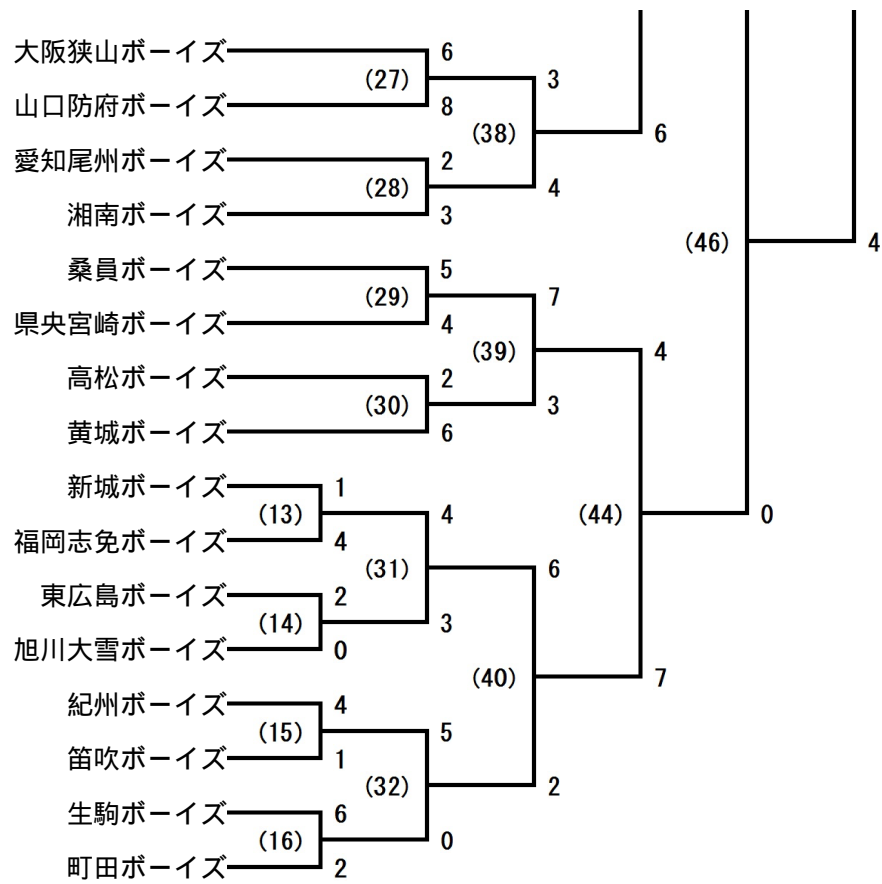 大阪狭山ボーイズ 6
(27) 3
山口防府ボーイズ 8
(38) 6
愛知尾州ボーイズ 2
(28) 4
湘南ボーイズ 3
(46) 4
桑員ボーイズ 5
(29) 7
県央宮崎ボーイズ 4
(39) 4
高松ボーイズ 2
(30) 3
黄城ボーイズ 6
新城ボーイズ 1
(13) 4 (44) 0
福岡志免ボーイズ 4
(31) 6
東広島ボーイズ 2
(14) 3
旭川大雪ボーイズ 0
(40) 7
紀州ボーイズ 4
(15) 5
笛吹ボーイズ 1
(32) 2
生駒ボーイズ 6
(16) 0
町田ボーイズ 2